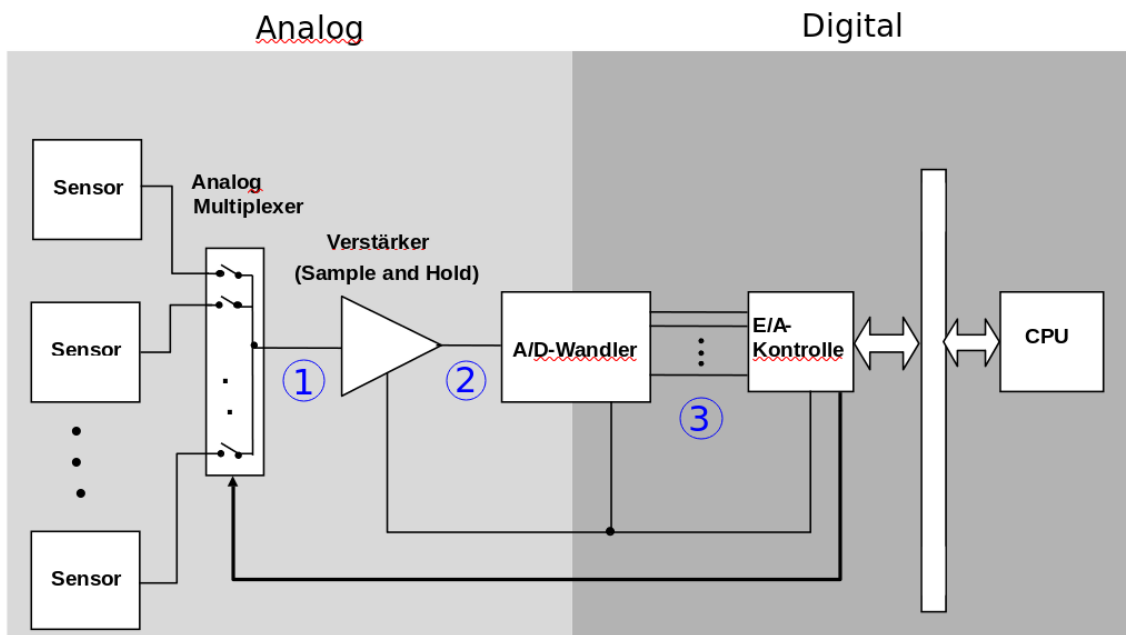 Analog
Digital
Sensor
Analog
Multiplexer
Verstärker
(Sample and Hold)
Sensor
A/D-Wandler
E/A-
Kontrolle
CPU
1
2
3
Sensor